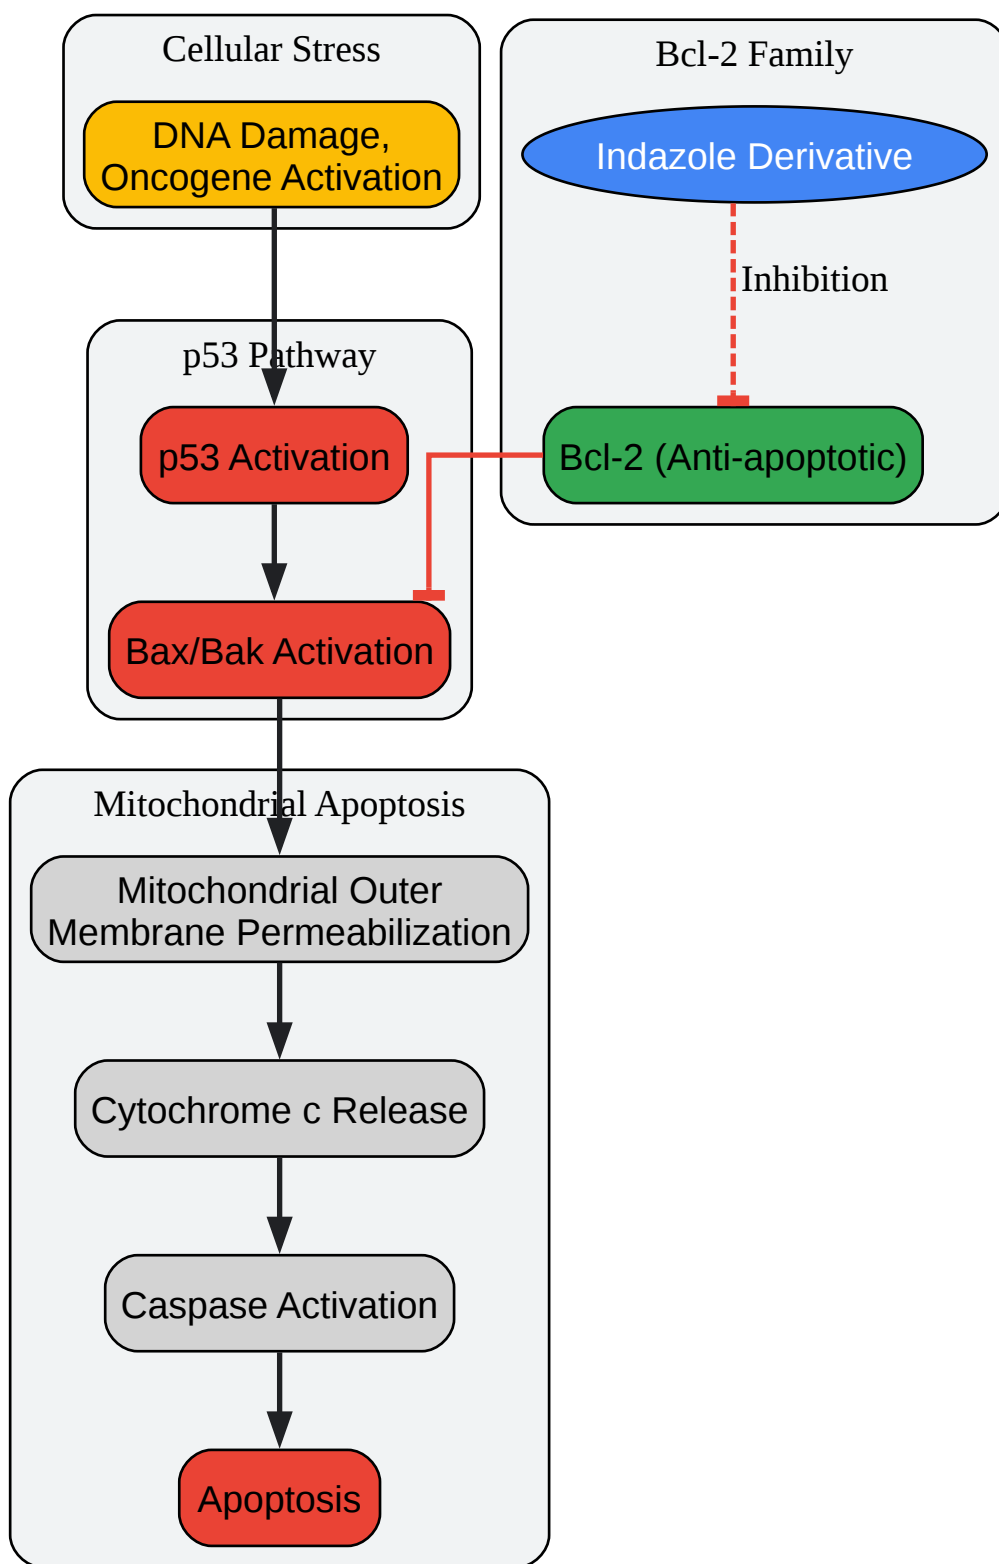 Cellular Stress
DNA Damage,
Oncogene Activation
Bcl-2 Family
Indazole Derivative
Inhibition
Bcl-2 (Anti-apoptotic)
p53 Pathway
p53 Activation
Bax/Bak Activation
Mitochondrial Apoptosis
Mitochondrial Outer
Membrane Permeabilization
Cytochrome c Release
Caspase Activation
Apoptosis